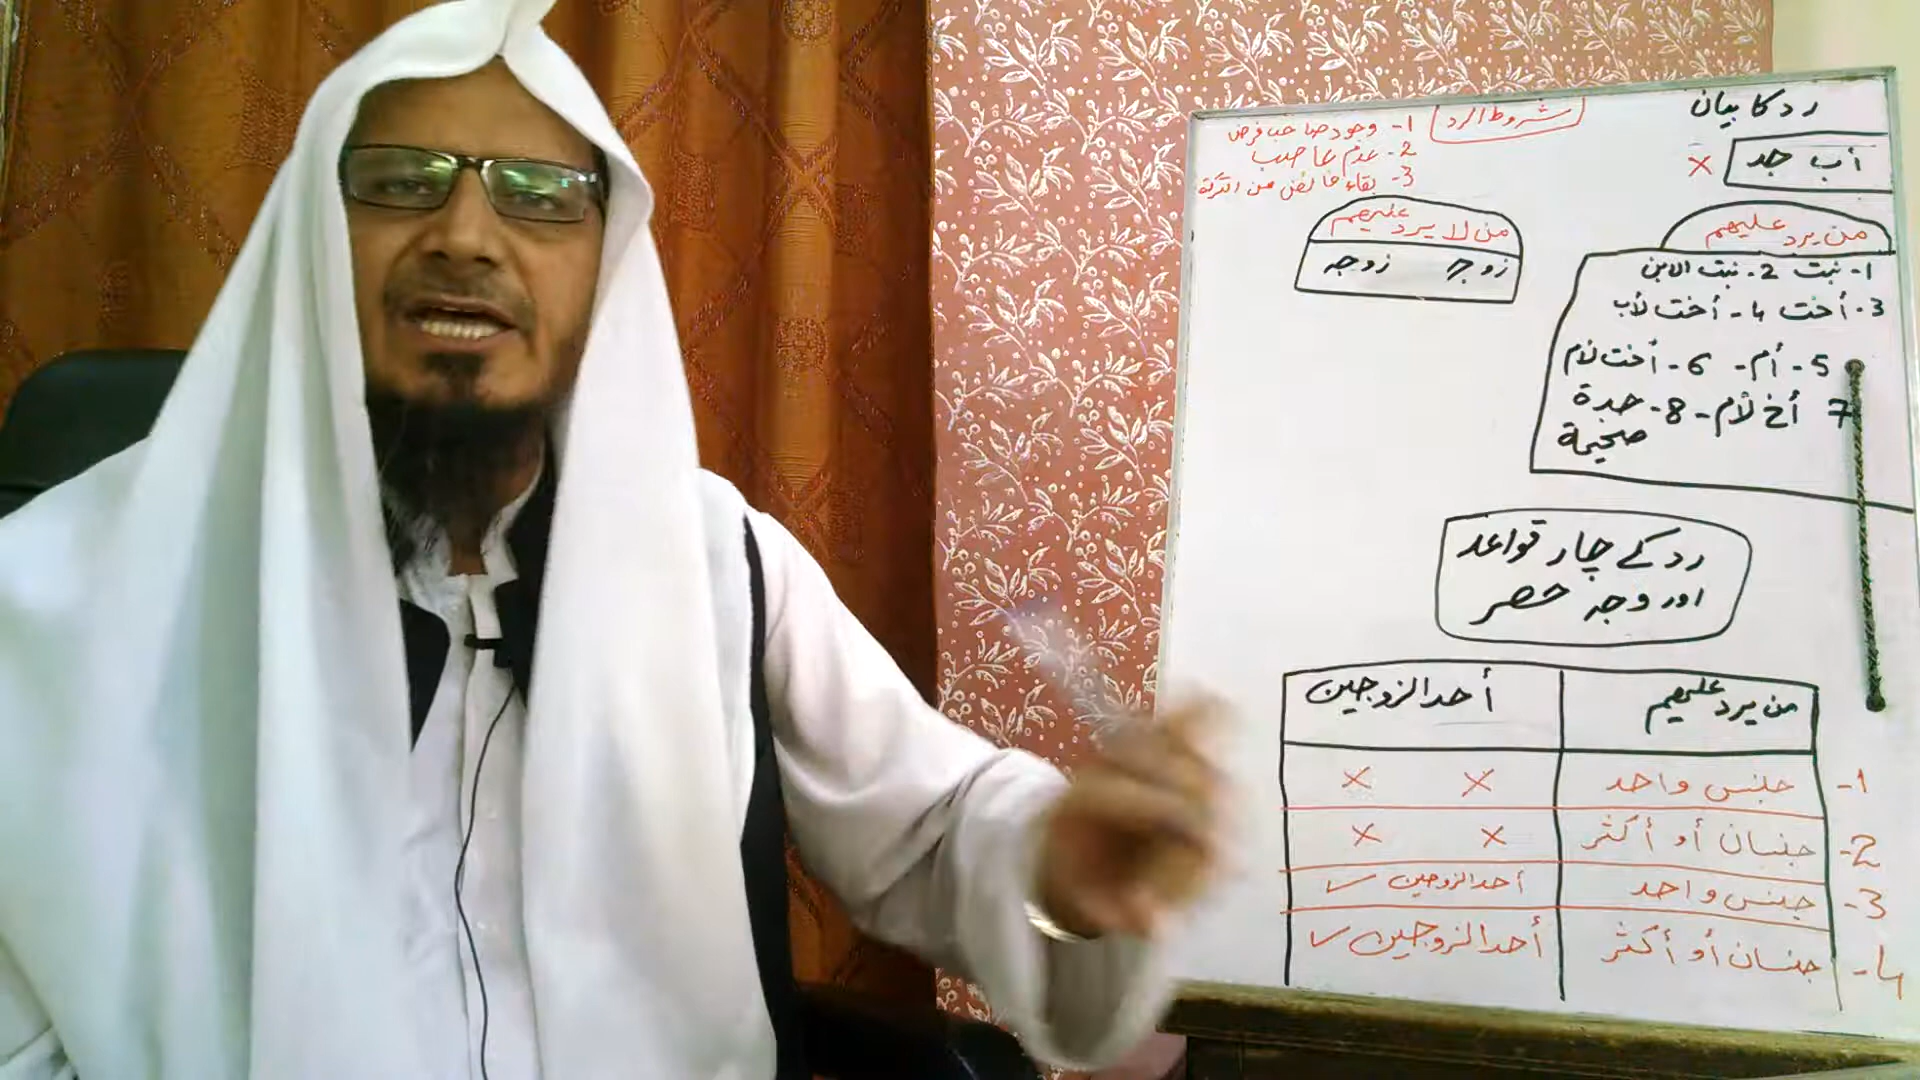 رد کا بیان
أب جد ×
شروط الرد
1- وجود صاحب فرض
2- عدم عاصب
3- بقاء فائض من التركة
من يرد عليهم
1- بنت 2- بنت الابن
3- أخت 4- أخت لأب
5- أم - 6- أخت لأم
7 أخ لأم - 8- جدة
صحيحة
من لا يرد عليهم
زوج زوجه
رد کے چار قواعد
اور وجہ حصر
من يرد عليهم أحد الزوجين
1- جنس واحد × ×
2- جنسان أو أكثر × ×
3- جنس واحد أحد الزوجين ✓
4- جنسان أو أكثر أحد الزوجين ✓